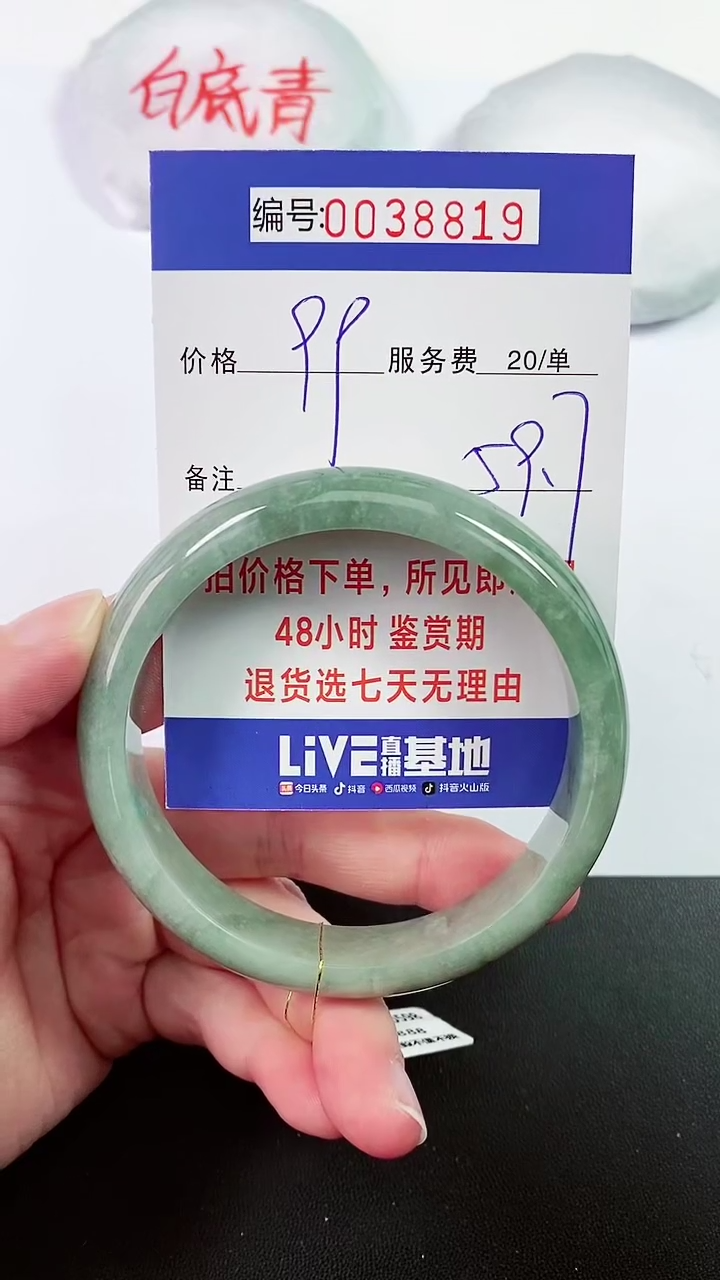 白底青
编号:0038819
价格 99 服务费 20/单
备注 59.7
拍价格下单,所见即
48小时 鉴赏期
退货选七天无理由
LiVE直播基地
今日头条 抖音 西瓜视频 抖音火山版